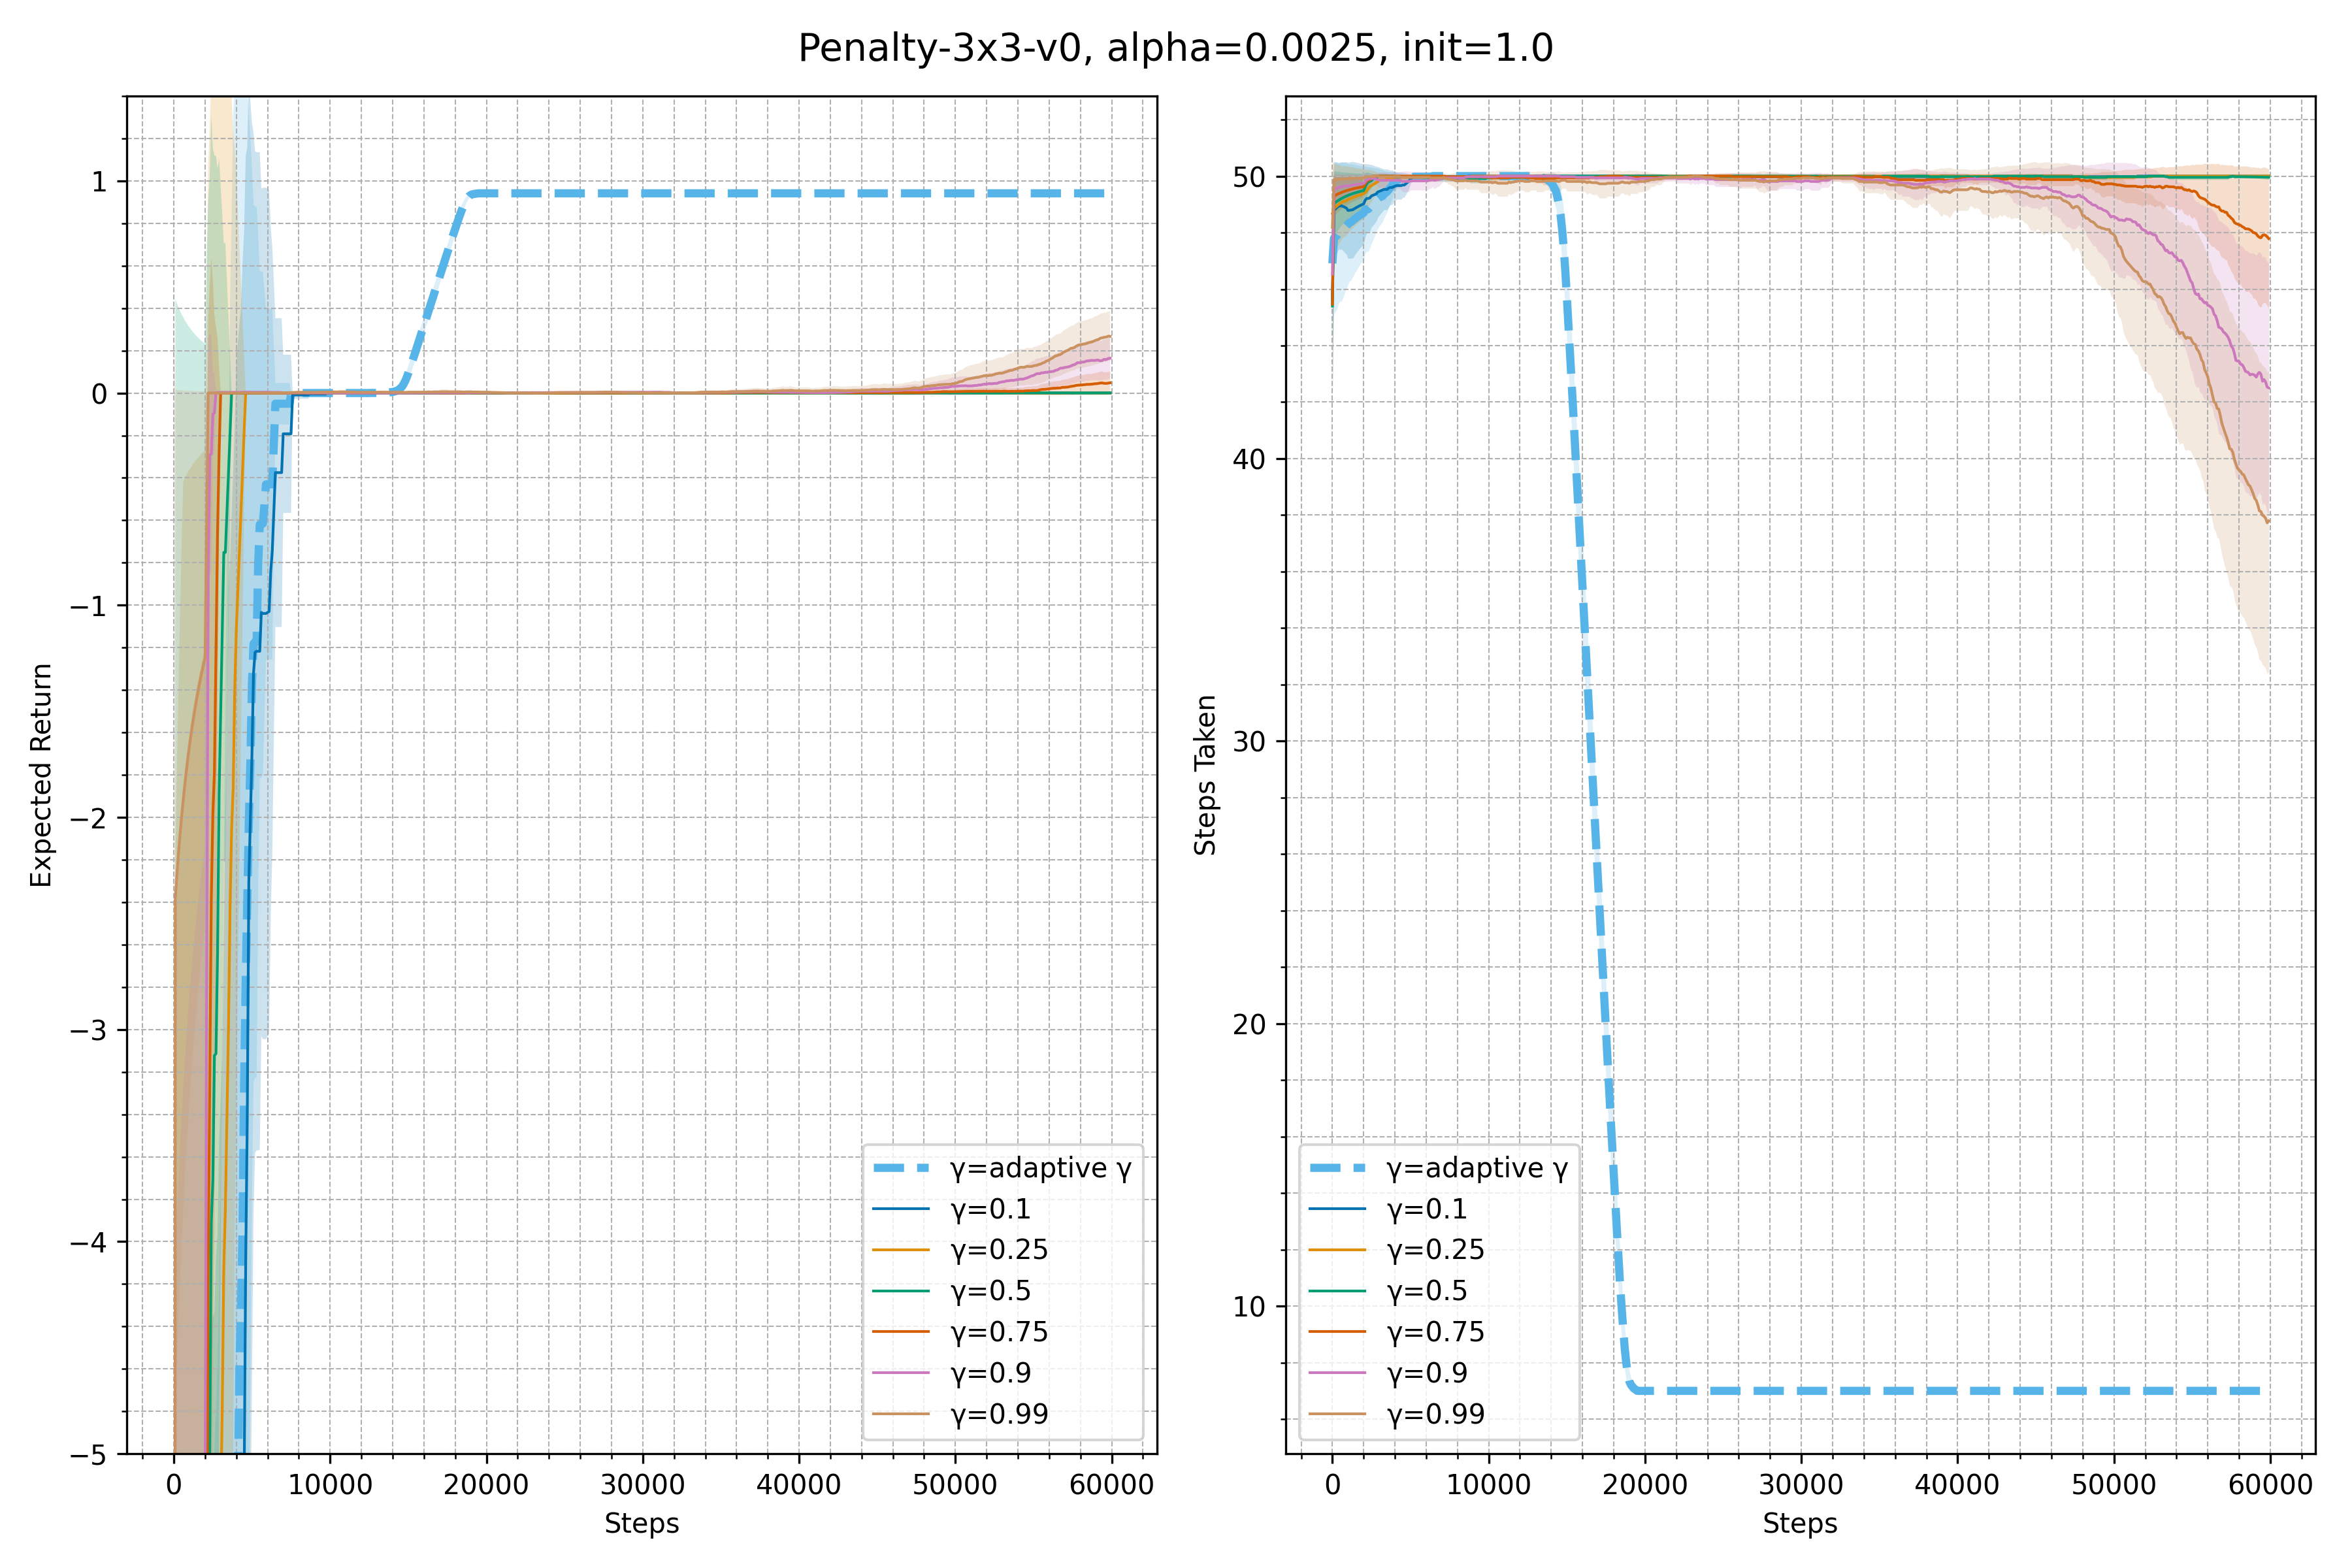 Penalty-3x3-v0, alpha=0.0025, init=1.0
Expected Return
1
0
−1
−2
−3
−4
−5
0 10000 20000 30000 40000 50000 60000
Steps
γ=adaptive γ
γ=0.1
γ=0.25
γ=0.5
γ=0.75
γ=0.9
γ=0.99
Steps Taken
50
40
30
20
10
0 10000 20000 30000 40000 50000 60000
Steps
γ=adaptive γ
γ=0.1
γ=0.25
γ=0.5
γ=0.75
γ=0.9
γ=0.99